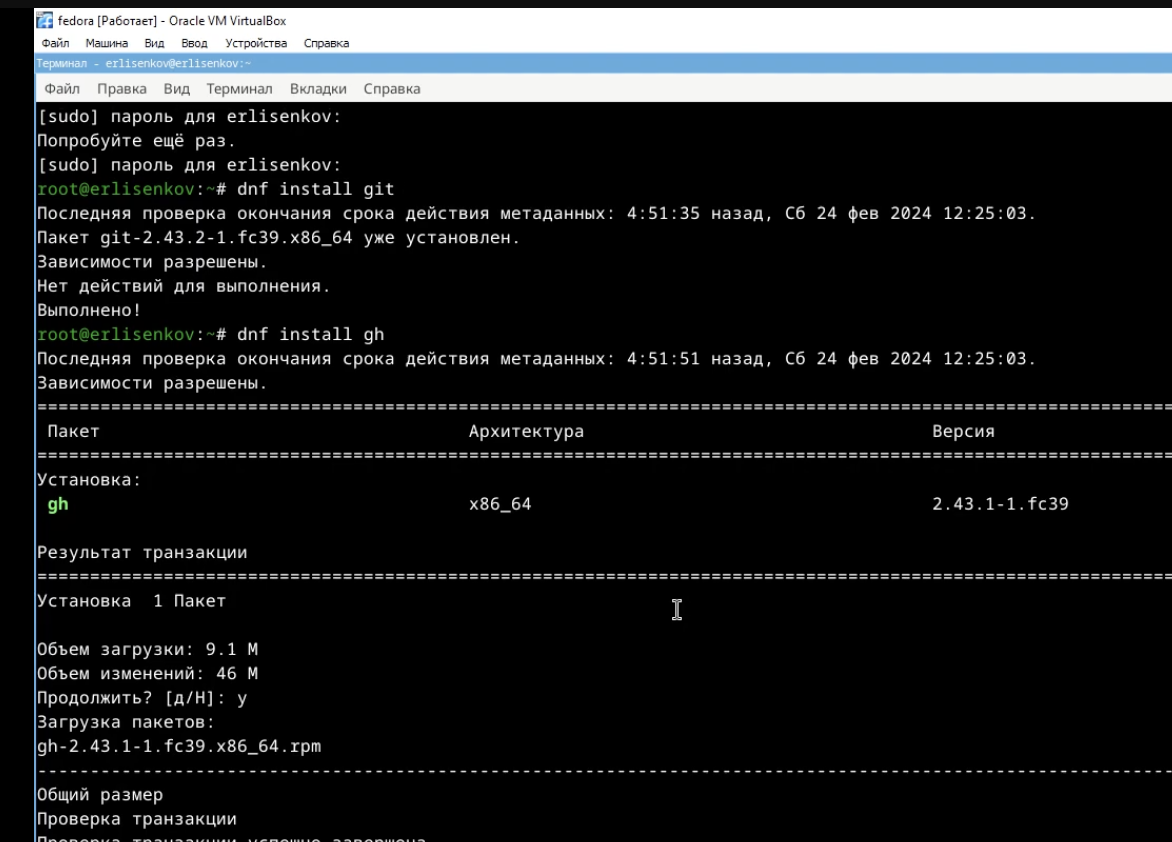 fedora [Работает] - Oracle VM VirtualBox
Файл Машина Вид Ввод Устройства Справка
Терминал - erlisenkov@erlisenkov:~
Файл Правка Вид Терминал Вкладки Справка
[sudo] пароль для erlisenkov:
Попробуйте ещё раз.
[sudo] пароль для erlisenkov:
root@erlisenkov:~# dnf install git
Последняя проверка окончания срока действия метаданных: 4:51:35 назад, Сб 24 фев 2024 12:25:03.
Пакет git-2.43.2-1.fc39.x86_64 уже установлен.
Зависимости разрешены.
Нет действий для выполнения.
Выполнено!
root@erlisenkov:~# dnf install gh
Последняя проверка окончания срока действия метаданных: 4:51:51 назад, Сб 24 фев 2024 12:25:03.
Зависимости разрешены.
Пакет Архитектура Версия
Установка:
gh x86_64 2.43.1-1.fc39
Результат транзакции
Установка 1 Пакет
Объем загрузки: 9.1 M
Объем изменений: 46 M
Продолжить? [д/Н]: y
Загрузка пакетов:
gh-2.43.1-1.fc39.x86_64.rpm
Общий размер
Проверка транзакции
Проверка транзакции успешно завершена.